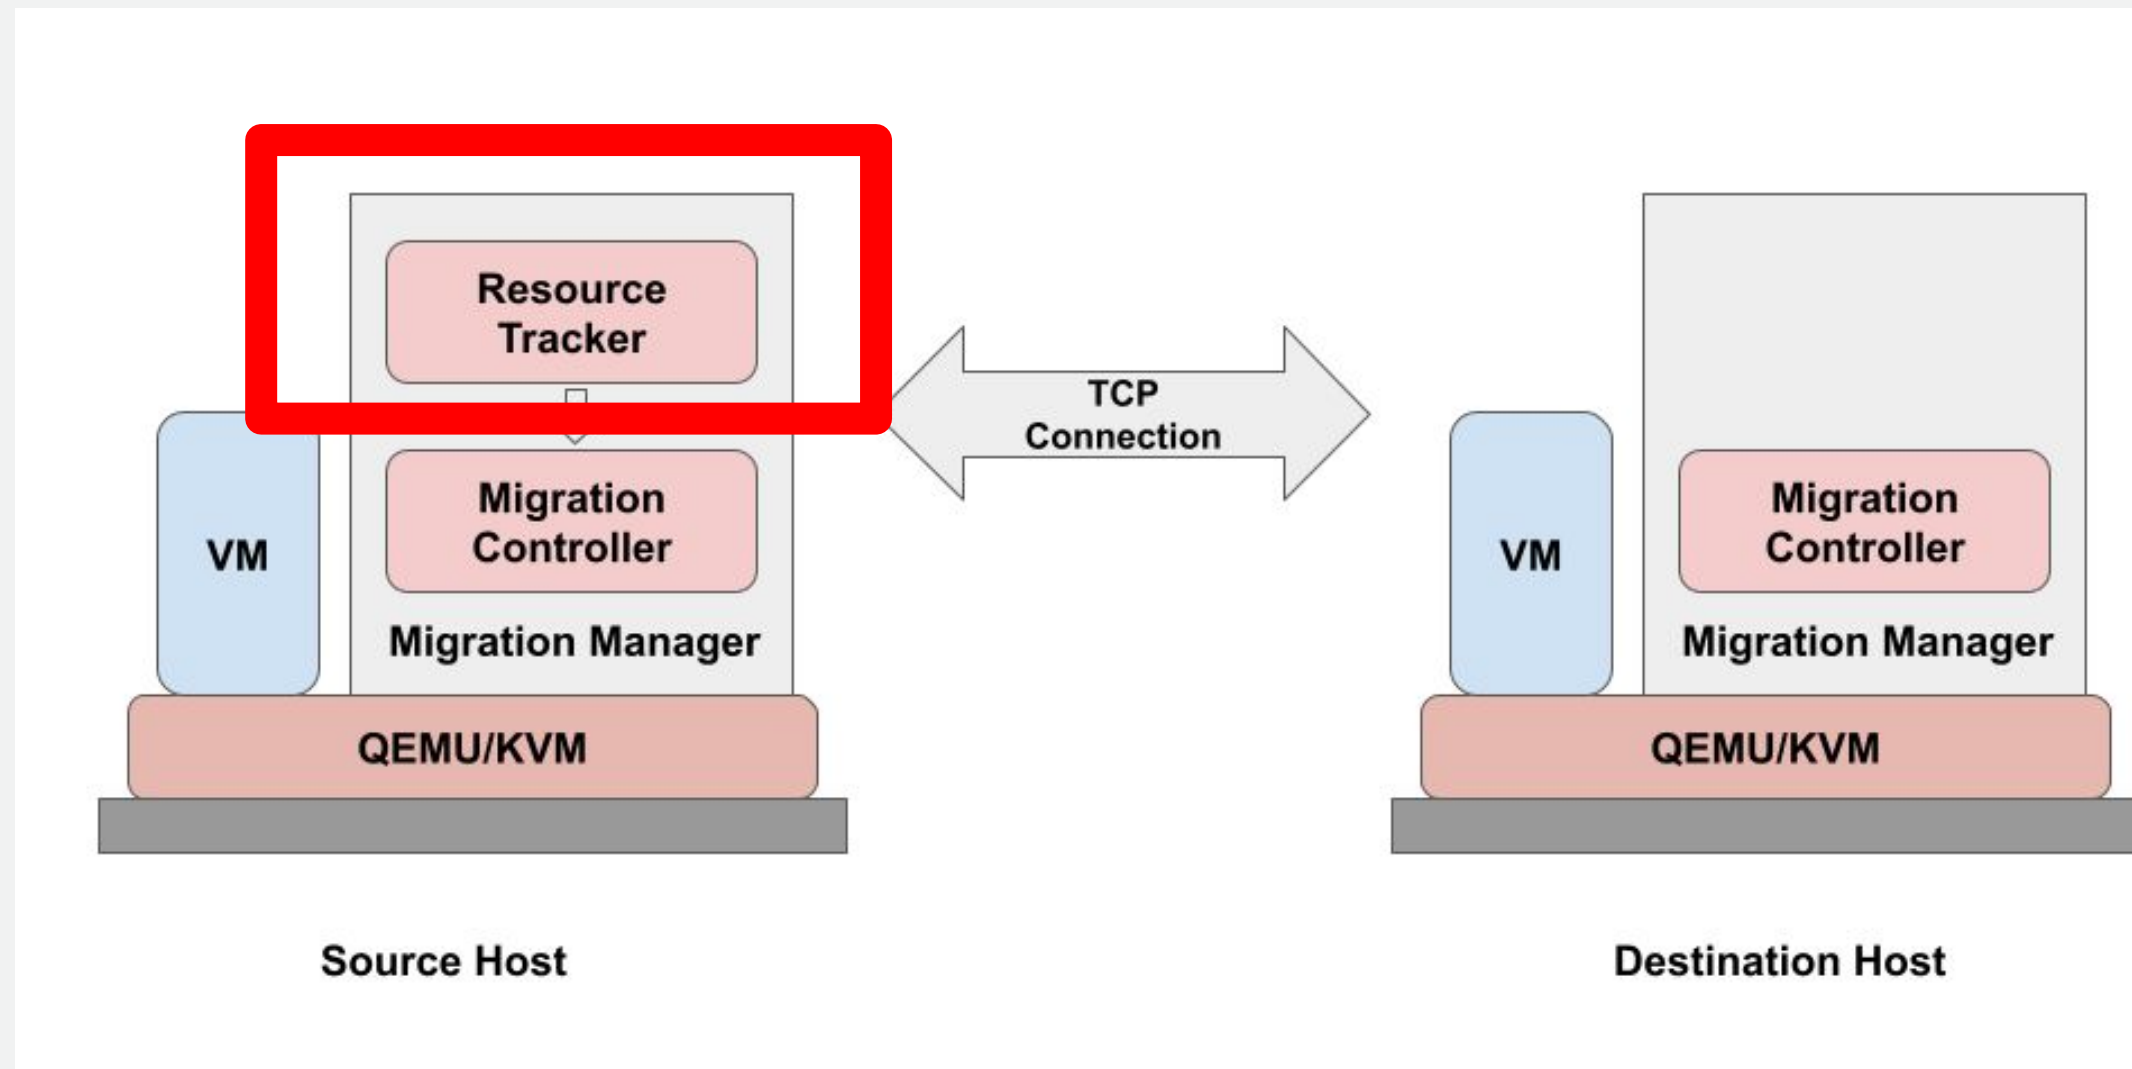 Resource
Tracker
TCP
Connection
Migration
Controller
VM
Migration Manager
QEMU/KVM
Source Host
Migration
Controller
VM
Migration Manager
QEMU/KVM
Destination Host